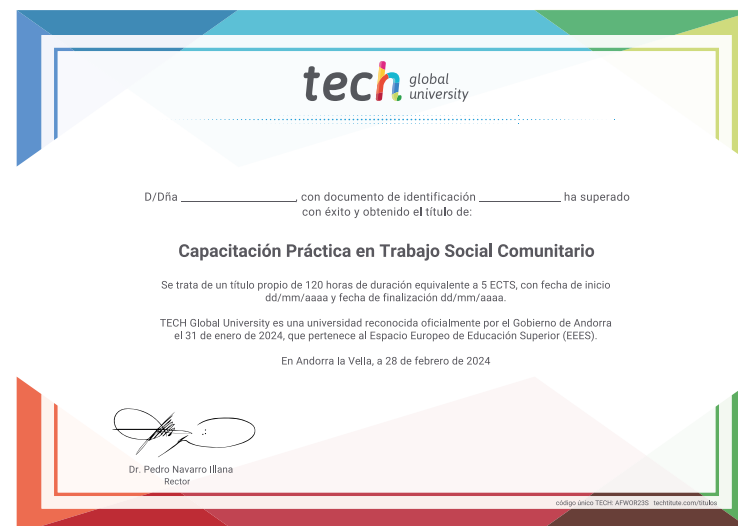 tech global
university
D/Dña ______________, con documento de identificación __________ ha superado
con éxito y obtenido el título de:
Capacitación Práctica en Trabajo Social Comunitario
Se trata de un título propio de 120 horas de duración equivalente a 5 ECTS, con fecha de inicio
dd/mm/aaaa y fecha de finalización dd/mm/aaaa.
TECH Global University es una universidad reconocida oficialmente por el Gobierno de Andorra
el 31 de enero de 2024, que pertenece al Espacio Europeo de Educación Superior (EEES).
En Andorra la Vella, a 28 de febrero de 2024
Dr. Pedro Navarro Illana
Rector
código único TECH: AFWOR23S techtitute.com/titulos